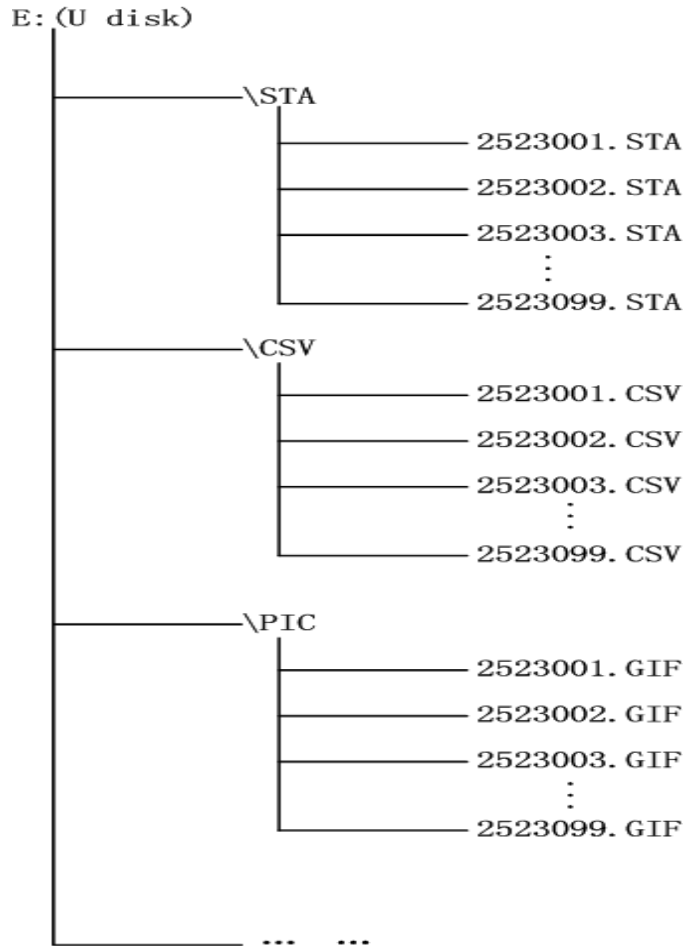 E:(U disk)
\STA
2523001.STA
2523002.STA
2523003.STA
⋮
2523099.STA
\CSV
2523001.CSV
2523002.CSV
2523003.CSV
⋮
2523099.CSV
\PIC
2523001.GIF
2523002.GIF
2523003.GIF
⋮
2523099.GIF
… …